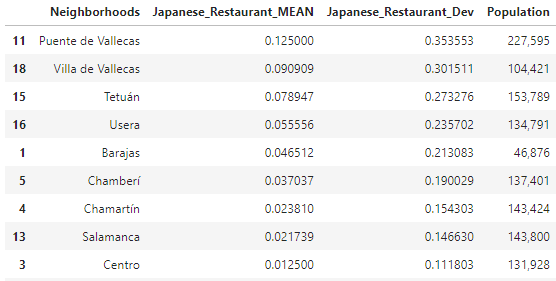 Neighborhoods Japanese_Restaurant_MEAN Japanese_Restaurant_Dev Population
11 Puente de Vallecas 0.125000 0.353553 227,595
18 Villa de Vallecas 0.090909 0.301511 104,421
15 Tetuán 0.078947 0.273276 153,789
16 Usera 0.055556 0.235702 134,791
1 Barajas 0.046512 0.213083 46,876
5 Chamberí 0.037037 0.190029 137,401
4 Chamartín 0.023810 0.154303 143,424
13 Salamanca 0.021739 0.146630 143,800
3 Centro 0.012500 0.111803 131,928